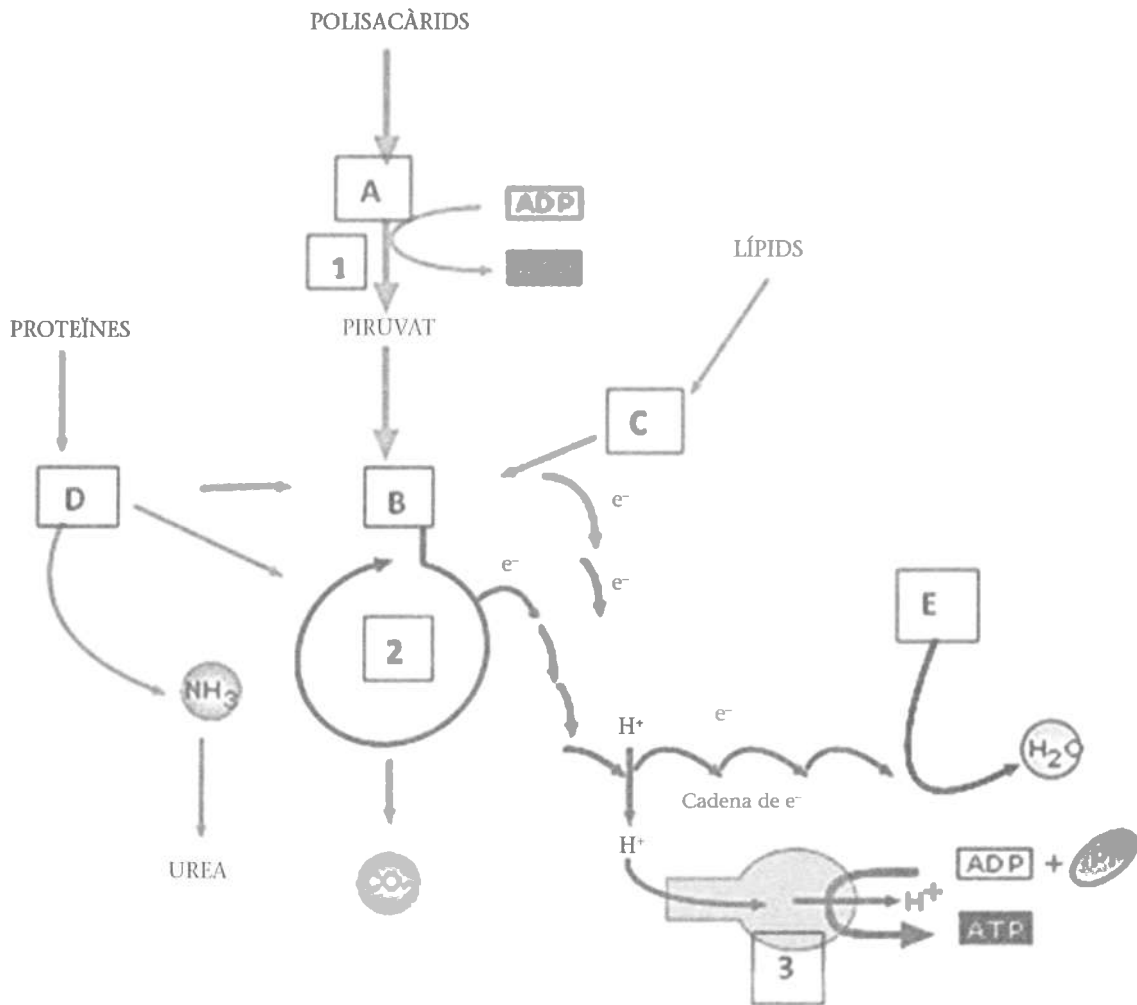 POLISACÀRIDS
A
ADP
1
LÍPIDS
PROTEÏNES
PIRUVAT
C
D
B
e⁻
e⁻
e⁻
E
2
NH₃
H⁺
e⁻
H₂O
Cadena de e⁻
H⁺
UREA
ADP +
H⁺
ATP
3